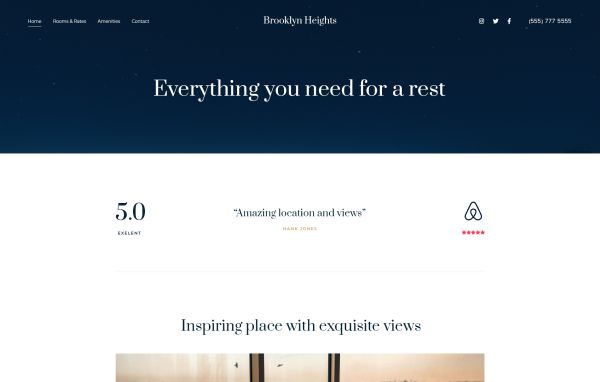 Home Rooms & Rates Amenities Contact
Brooklyn Heights
(555) 777 5555
Everything you need for a rest
5.0
EXELENT
“Amazing location and views”
HANK JONES
Inspiring place with exquisite views